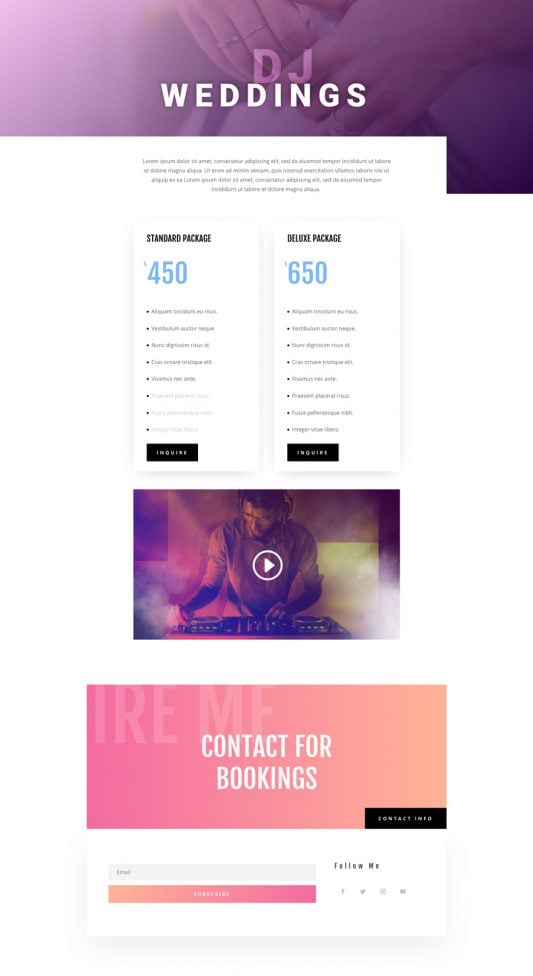 DJ
WEDDINGS
Lorem ipsum dolor sit amet, consectetur adipiscing elit, sed do eiusmod tempor incididunt ut labore
et dolore magna aliqua. Ut enim ad minim veniam, quis nostrud exercitation ullamco laboris nisi ut
aliquip ex ea Lorem ipsum dolor sit amet, consectetur adipiscing elit, sed do eiusmod tempor
incididunt ut labore et dolore magna aliqua.
STANDARD PACKAGE
$ 450
Aliquam tincidunt eu risus.
Vestibulum auctor neque.
Nunc dignissim risus id.
Cras ornare tristique elit.
Vivamus nec ante.
Praesent placerat risus.
Fusce pellentesque nibh.
Integer vitae libero
INQUIRE
DELUXE PACKAGE
$ 650
Aliquam tincidunt eu risus.
Vestibulum auctor neque.
Nunc dignissim risus id.
Cras ornare tristique elit.
Vivamus nec ante.
Praesent placerat risus.
Fusce pellentesque nibh.
Integer vitae libero
INQUIRE
IRE ME
CONTACT FOR
BOOKINGS
CONTACT INFO
Email
SUBSCRIBE
Follow Me